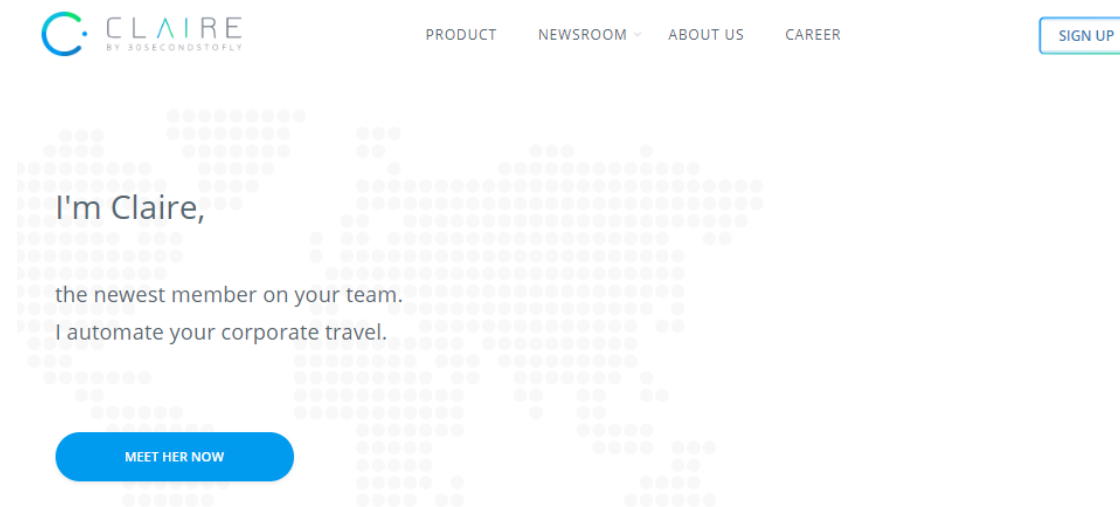 CLAIRE
BY 30SECONDSTOFLY
PRODUCT
NEWSROOM
ABOUT US
CAREER
SIGN UP
I'm Claire,
the newest member on your team.
I automate your corporate travel.
MEET HER NOW